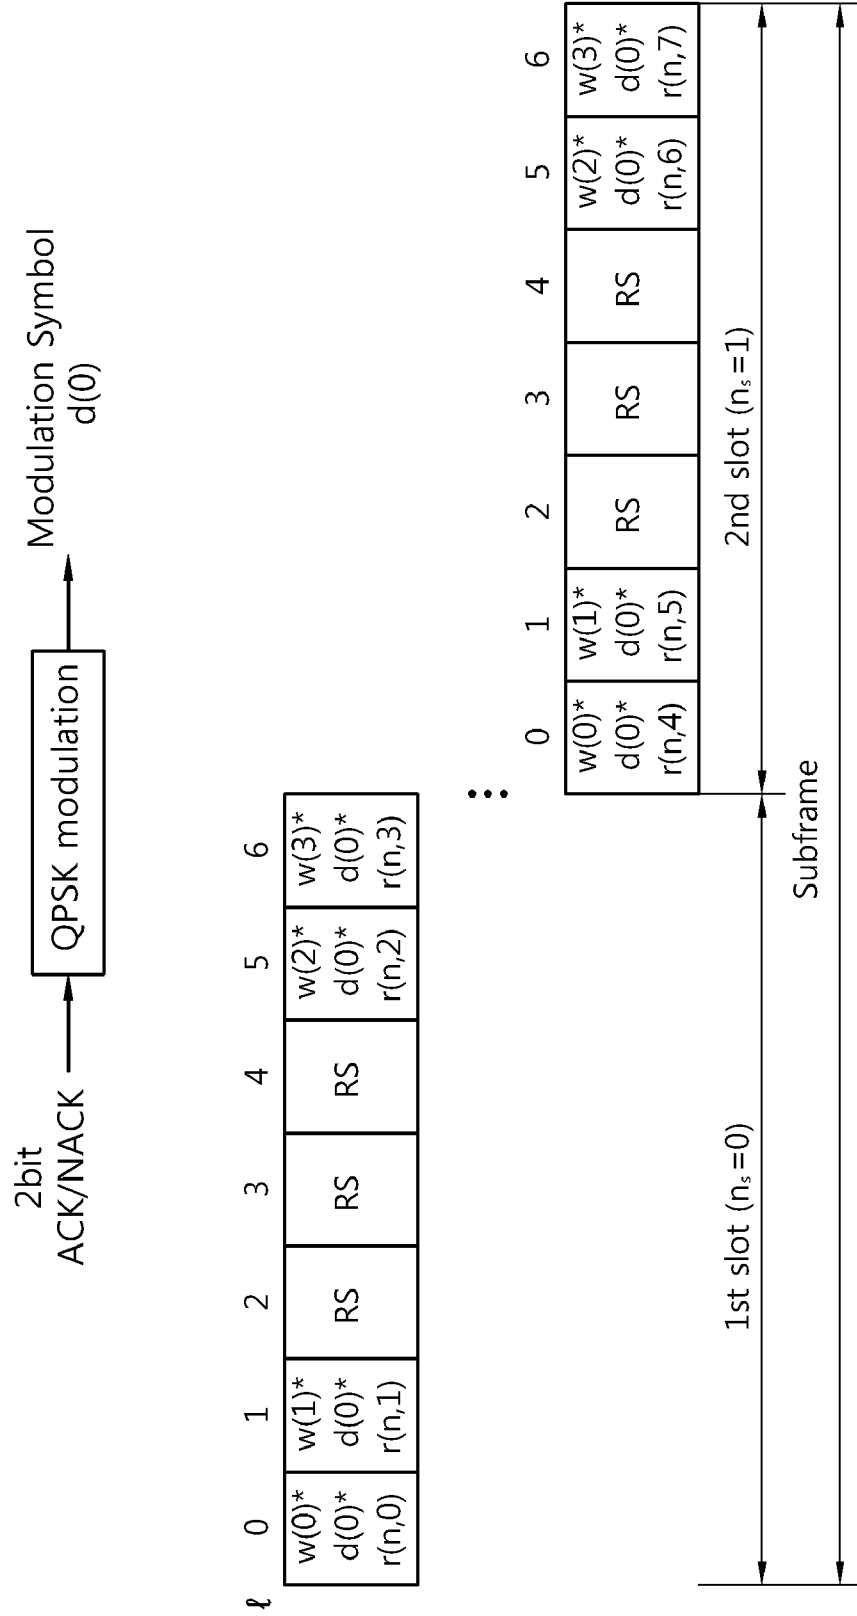 2bit
ACK/NACK
QPSK modulation
Modulation Symbol
d(0)
ℓ 0 1 2 3 4 5 6
w(0)* w(1)* RS RS RS w(2)* w(3)*
d(0)* d(0)* d(0)* d(0)*
r(n,0) r(n,1) r(n,2) r(n,3)
...
0 1 2 3 4 5 6
w(0)* w(1)* RS RS RS w(2)* w(3)*
d(0)* d(0)* d(0)* d(0)*
r(n,4) r(n,5) r(n,6) r(n,7)
1st slot (nₛ=0) 2nd slot (nₛ=1)
Subframe